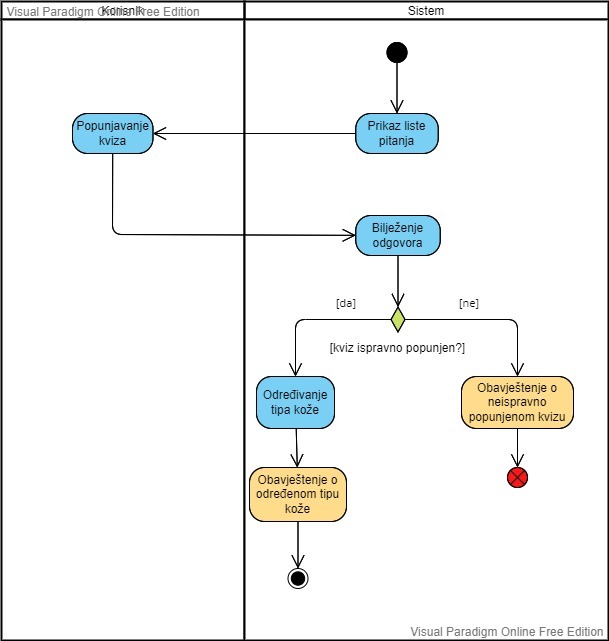 Visual Paradigm Online Free Edition
Korisnik
Sistem
Prikaz liste
pitanja
Popunjavanje
kviza
Bilježenje
odgovora
[da]
[ne]
[kviz ispravno popunjen?]
Određivanje
tipa kože
Obavještenje o
neispravno
popunjenom kvizu
Obavještenje o
određenom tipu
kože
Visual Paradigm Online Free Edition